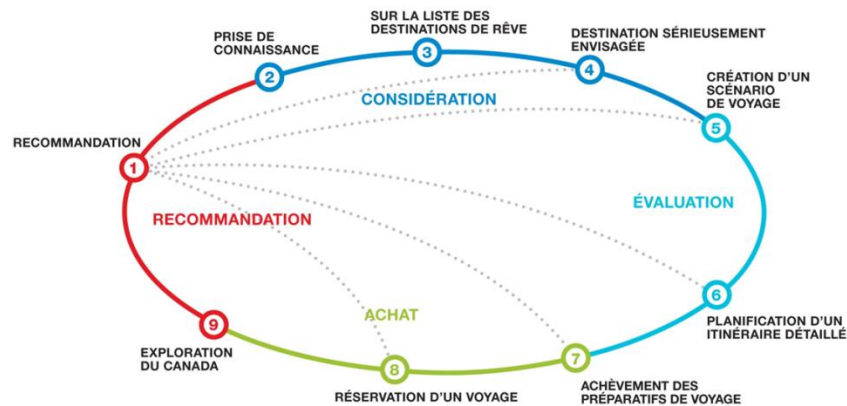 SUR LA LISTE DES
DESTINATIONS DE RÊVE
PRISE DE
CONNAISSANCE
DESTINATION SÉRIEUSEMENT
ENVISAGÉE
3
2
4
CRÉATION D'UN
SCÉNARIO
DE VOYAGE
CONSIDÉRATION
5
RECOMMANDATION
1
RECOMMANDATION
ÉVALUATION
6
PLANIFICATION D'UN
ITINÉRAIRE DÉTAILLÉ
ACHAT
9
EXPLORATION
DU CANADA
8
RÉSERVATION D'UN VOYAGE
7
ACHÈVEMENT DES
PRÉPARATIFS DE VOYAGE